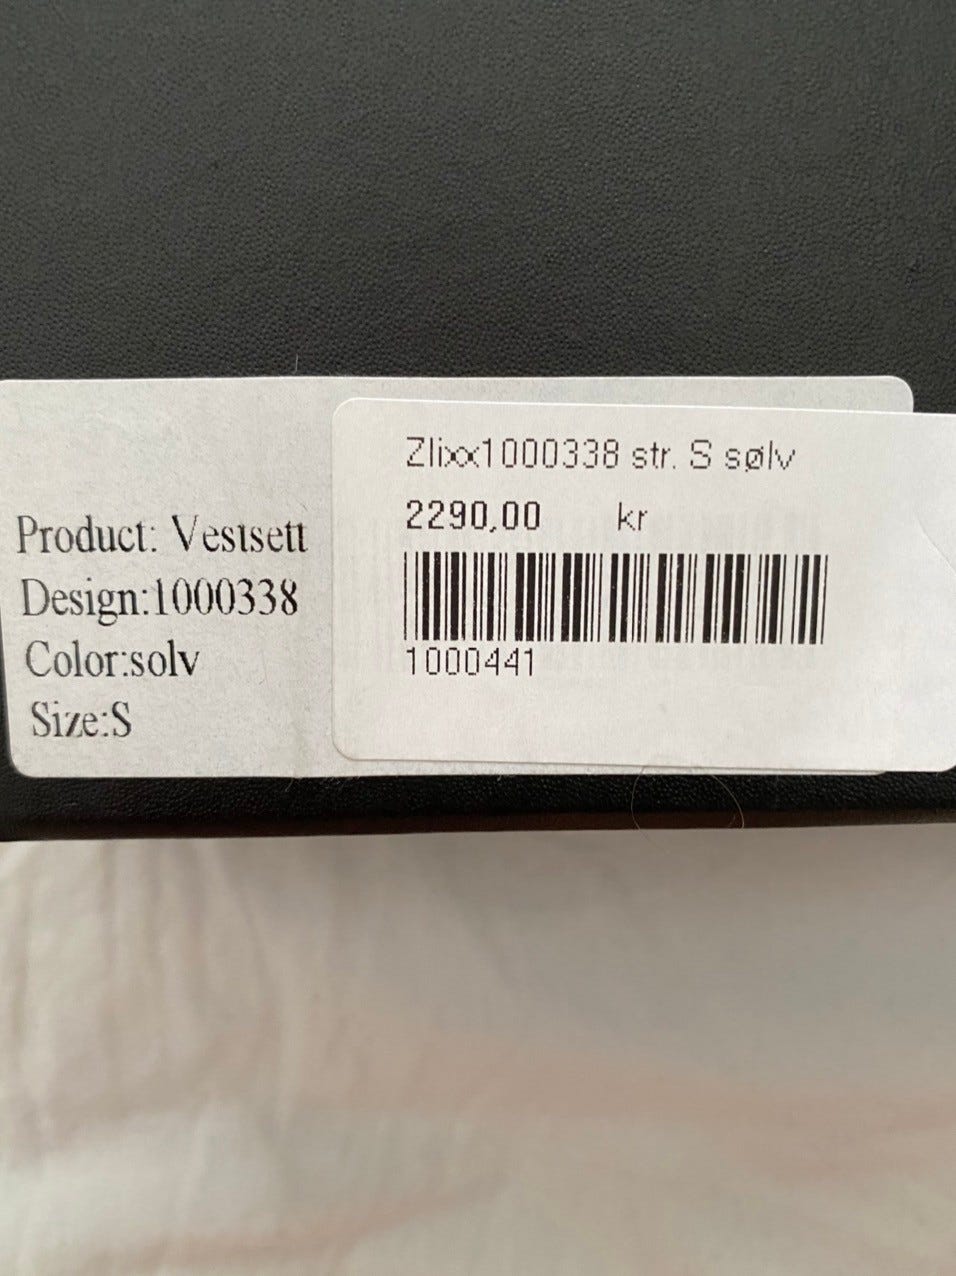 Zlixx1000338 str. S sølv
2290,00 kr
1000441
Product: Vestsett
Design:1000338
Color:solv
Size:S